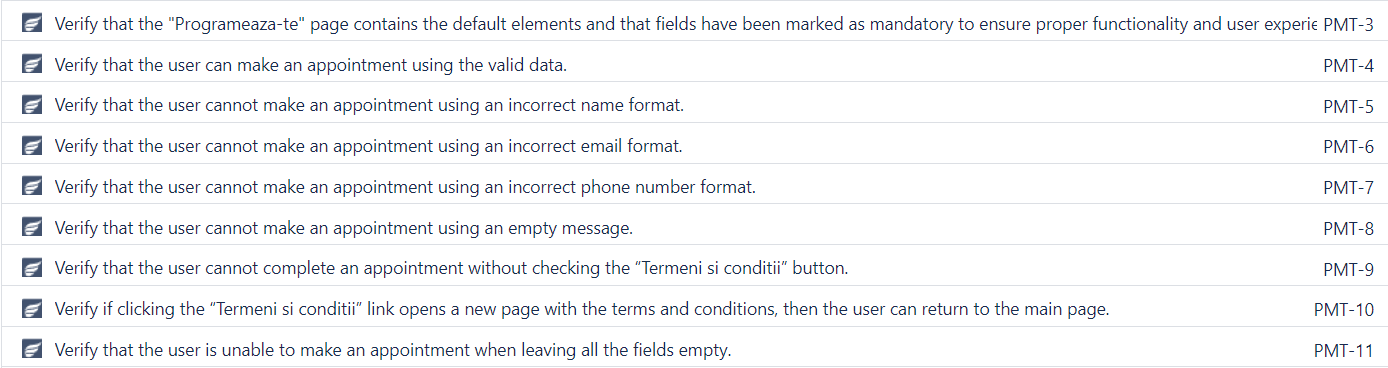 Verify that the "Programeaza-te" page contains the default elements and that fields have been marked as mandatory to ensure proper functionality and user experie PMT-3
Verify that the user can make an appointment using the valid data. PMT-4
Verify that the user cannot make an appointment using an incorrect name format. PMT-5
Verify that the user cannot make an appointment using an incorrect email format. PMT-6
Verify that the user cannot make an appointment using an incorrect phone number format. PMT-7
Verify that the user cannot make an appointment using an empty message. PMT-8
Verify that the user cannot complete an appointment without checking the “Termeni si conditii” button. PMT-9
Verify if clicking the “Termeni si conditii” link opens a new page with the terms and conditions, then the user can return to the main page. PMT-10
Verify that the user is unable to make an appointment when leaving all the fields empty. PMT-11